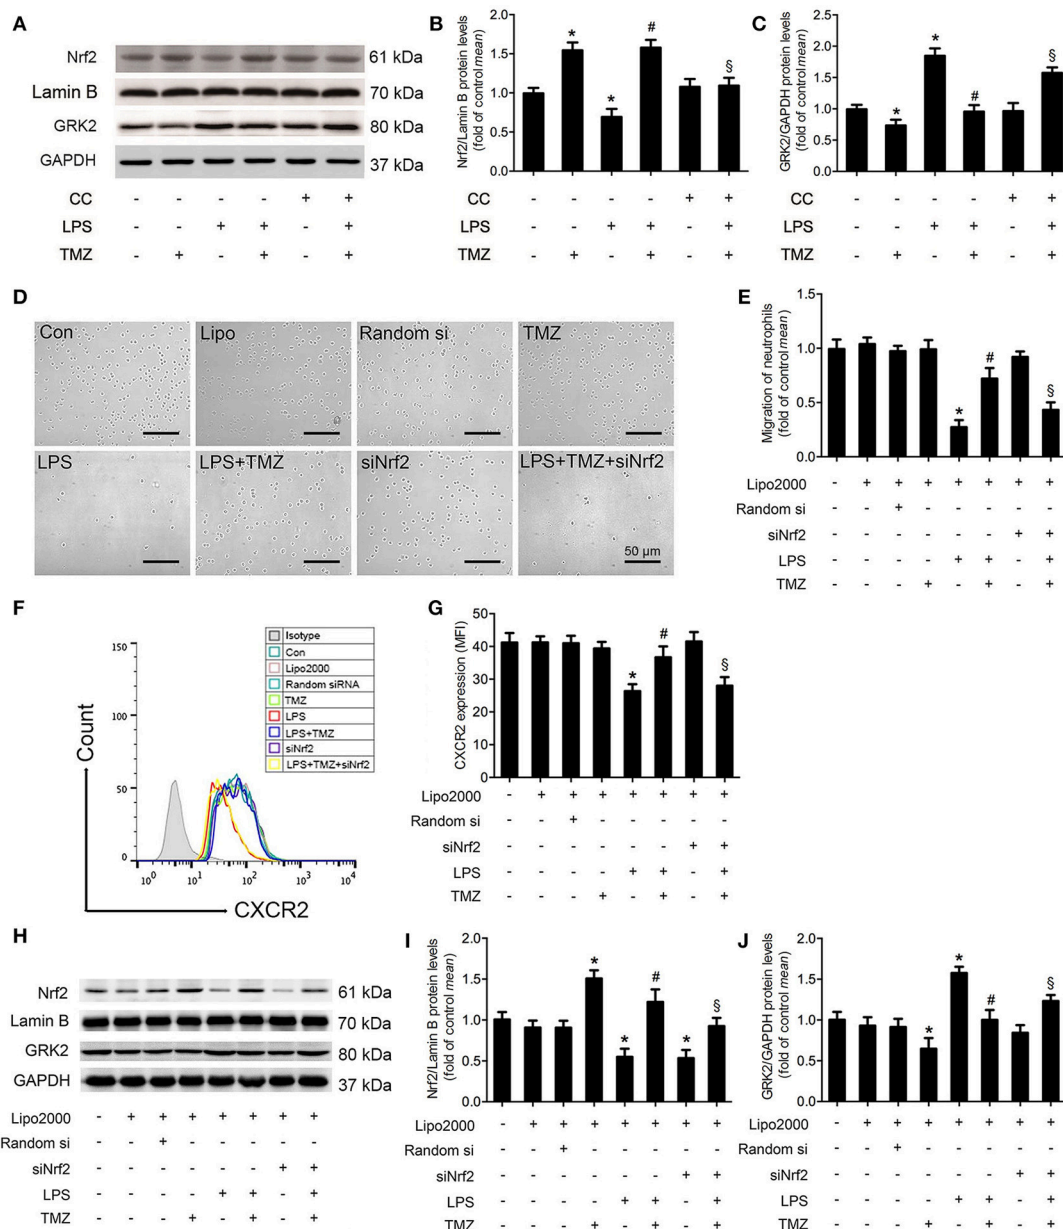 A
Nrf2
61 kDa
Lamin B
70 kDa
GRK2
80 kDa
GAPDH
37 kDa
CC - - - - + +
LPS - - + + - +
TMZ - + - + - +
B
Nrf2/Lamin B protein levels
(fold of control mean)
2.0
1.5
1.0
0.5
0.0
* * # §
CC - - - - + +
LPS - - + + - +
TMZ - + - + - +
C
GRK2/GAPDH protein levels
(fold of control mean)
2.5
2.0
1.5
1.0
0.5
0.0
* * # §
CC - - - - + +
LPS - - + + - +
TMZ - + - + - +
D
Con
Lipo
Random si
TMZ
LPS
LPS+TMZ
siNrf2
LPS+TMZ+siNrf2
50 µm
E
Migration of neutrophils
(fold of control mean)
1.5
1.0
0.5
0.0
* # §
Lipo2000 - + + + + + + +
Random si - - + - - - - -
siNrf2 - - - - - - + +
LPS - - - - + + - +
TMZ - - - + - + - +
F
Count
150
100
50
0
10^0 10^1 10^2 10^3 10^4
CXCR2
Isotype
Con
Lipo2000
Random siRNA
TMZ
LPS
LPS+TMZ
siNrf2
LPS+TMZ+siNrf2
G
CXCR2 expression (MFI)
50
40
30
20
10
0
* # §
Lipo2000 - + + + + + + +
Random si - - + - - - - -
siNrf2 - - - - - - + +
LPS - - - - + + - +
TMZ - - - + - + - +
H
Nrf2
61 kDa
Lamin B
70 kDa
GRK2
80 kDa
GAPDH
37 kDa
Lipo2000 - + + + + + + +
Random si - - + - - - - -
siNrf2 - - - - - - + +
LPS - - - - + + - +
TMZ - - - + - + - +
I
Nrf2/Lamin B protein levels
(fold of control mean)
2.0
1.5
1.0
0.5
0.0
* * # * §
Lipo2000 - + + + + + + +
Random si - - + - - - - -
siNrf2 - - - - - - + +
LPS - - - - + + - +
TMZ - - - + - + - +
J
GRK2/GAPDH protein levels
(fold of control mean)
2.0
1.5
1.0
0.5
0.0
* * # §
Lipo2000 - + + + + + + +
Random si - - + - - - - -
siNrf2 - - - - - - + +
LPS - - - - + + - +
TMZ - - - + - + - +